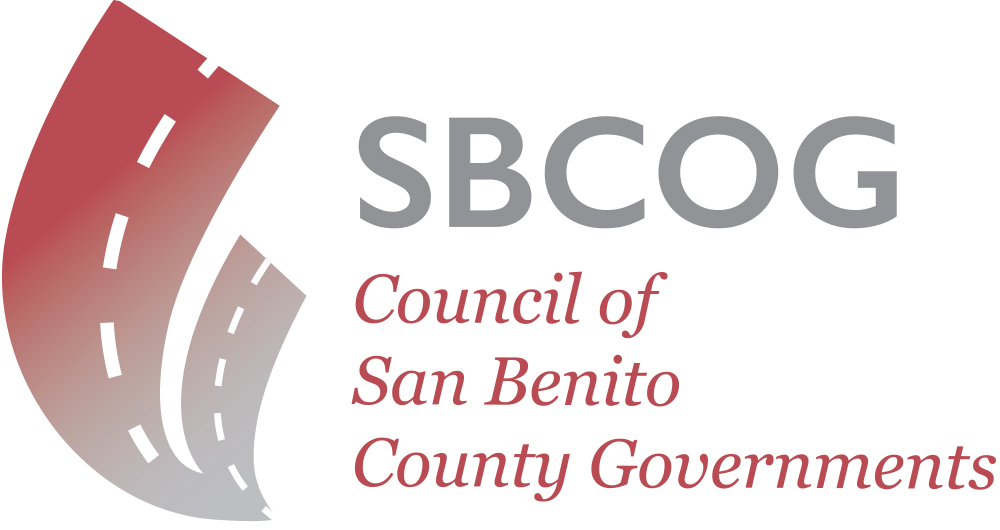 SBCOG
Council of
San Benito
County Governments